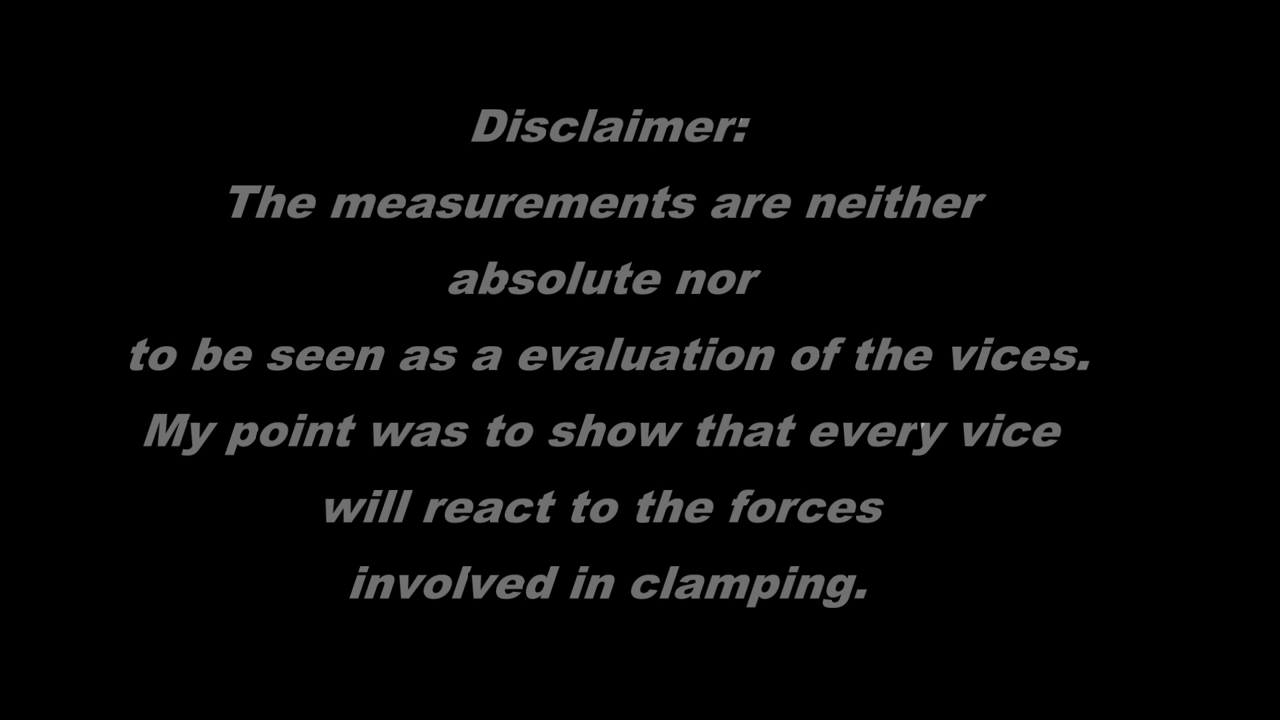 Disclaimer:
The measurements are neither
absolute nor
to be seen as a evaluation of the vices.
My point was to show that every vice
will react to the forces
involved in clamping.